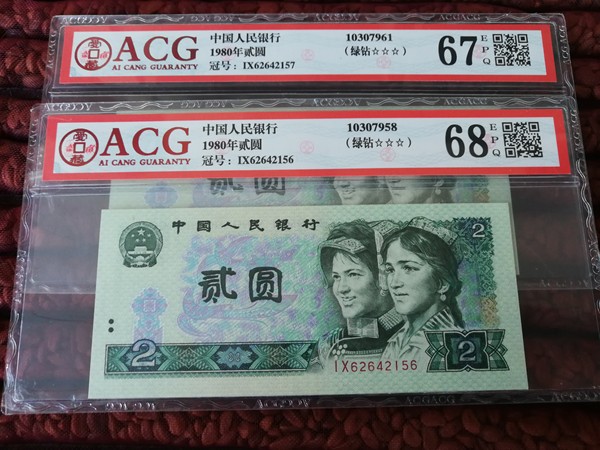 ACG
AI CANG GUARANTY
中国人民银行
1980年贰圆
冠号: IX62642157
10307961
(绿钻☆☆☆)
67
EPQ
ACG
AI CANG GUARANTY
中国人民银行
1980年贰圆
冠号: IX62642156
10307958
(绿钻☆☆☆)
68
EPQ
中国人民银行
贰圆
2
2
2
IX62642156